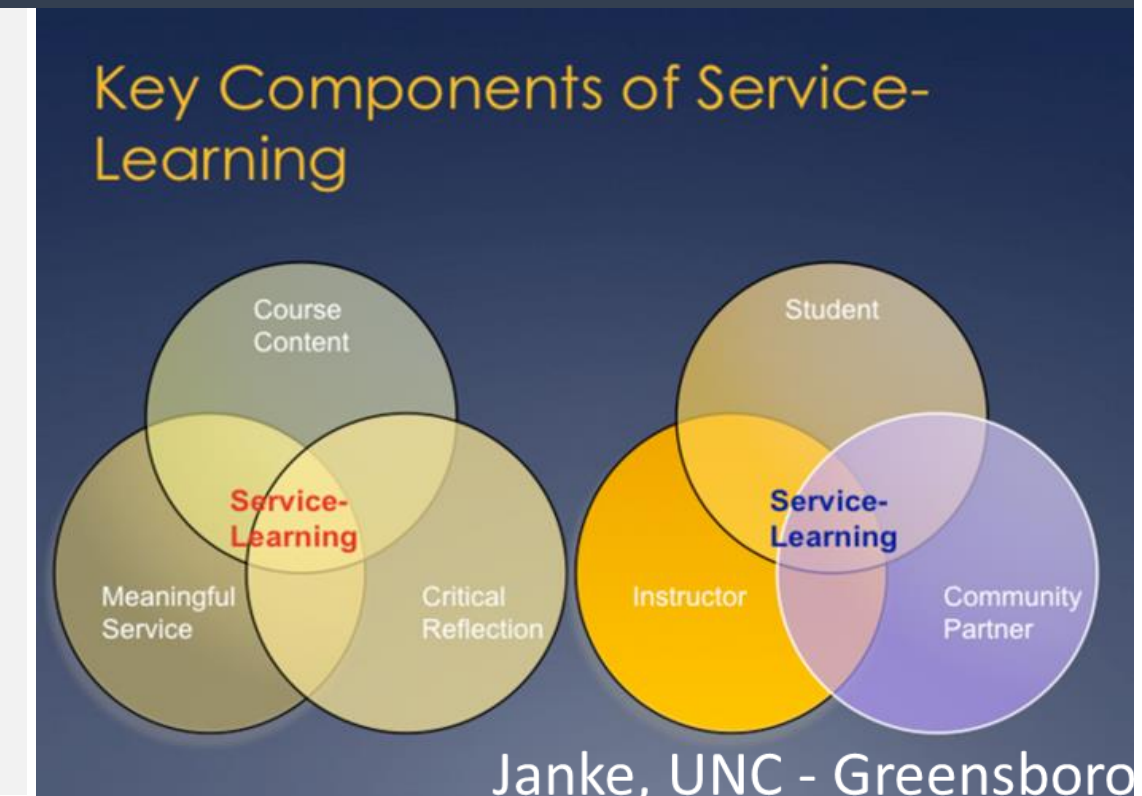 Key Components of Service-
Learning
Course
Content
Service-
Learning
Meaningful
Service
Critical
Reflection
Student
Service-
Learning
Instructor
Community
Partner
Janke, UNC - Greensboro